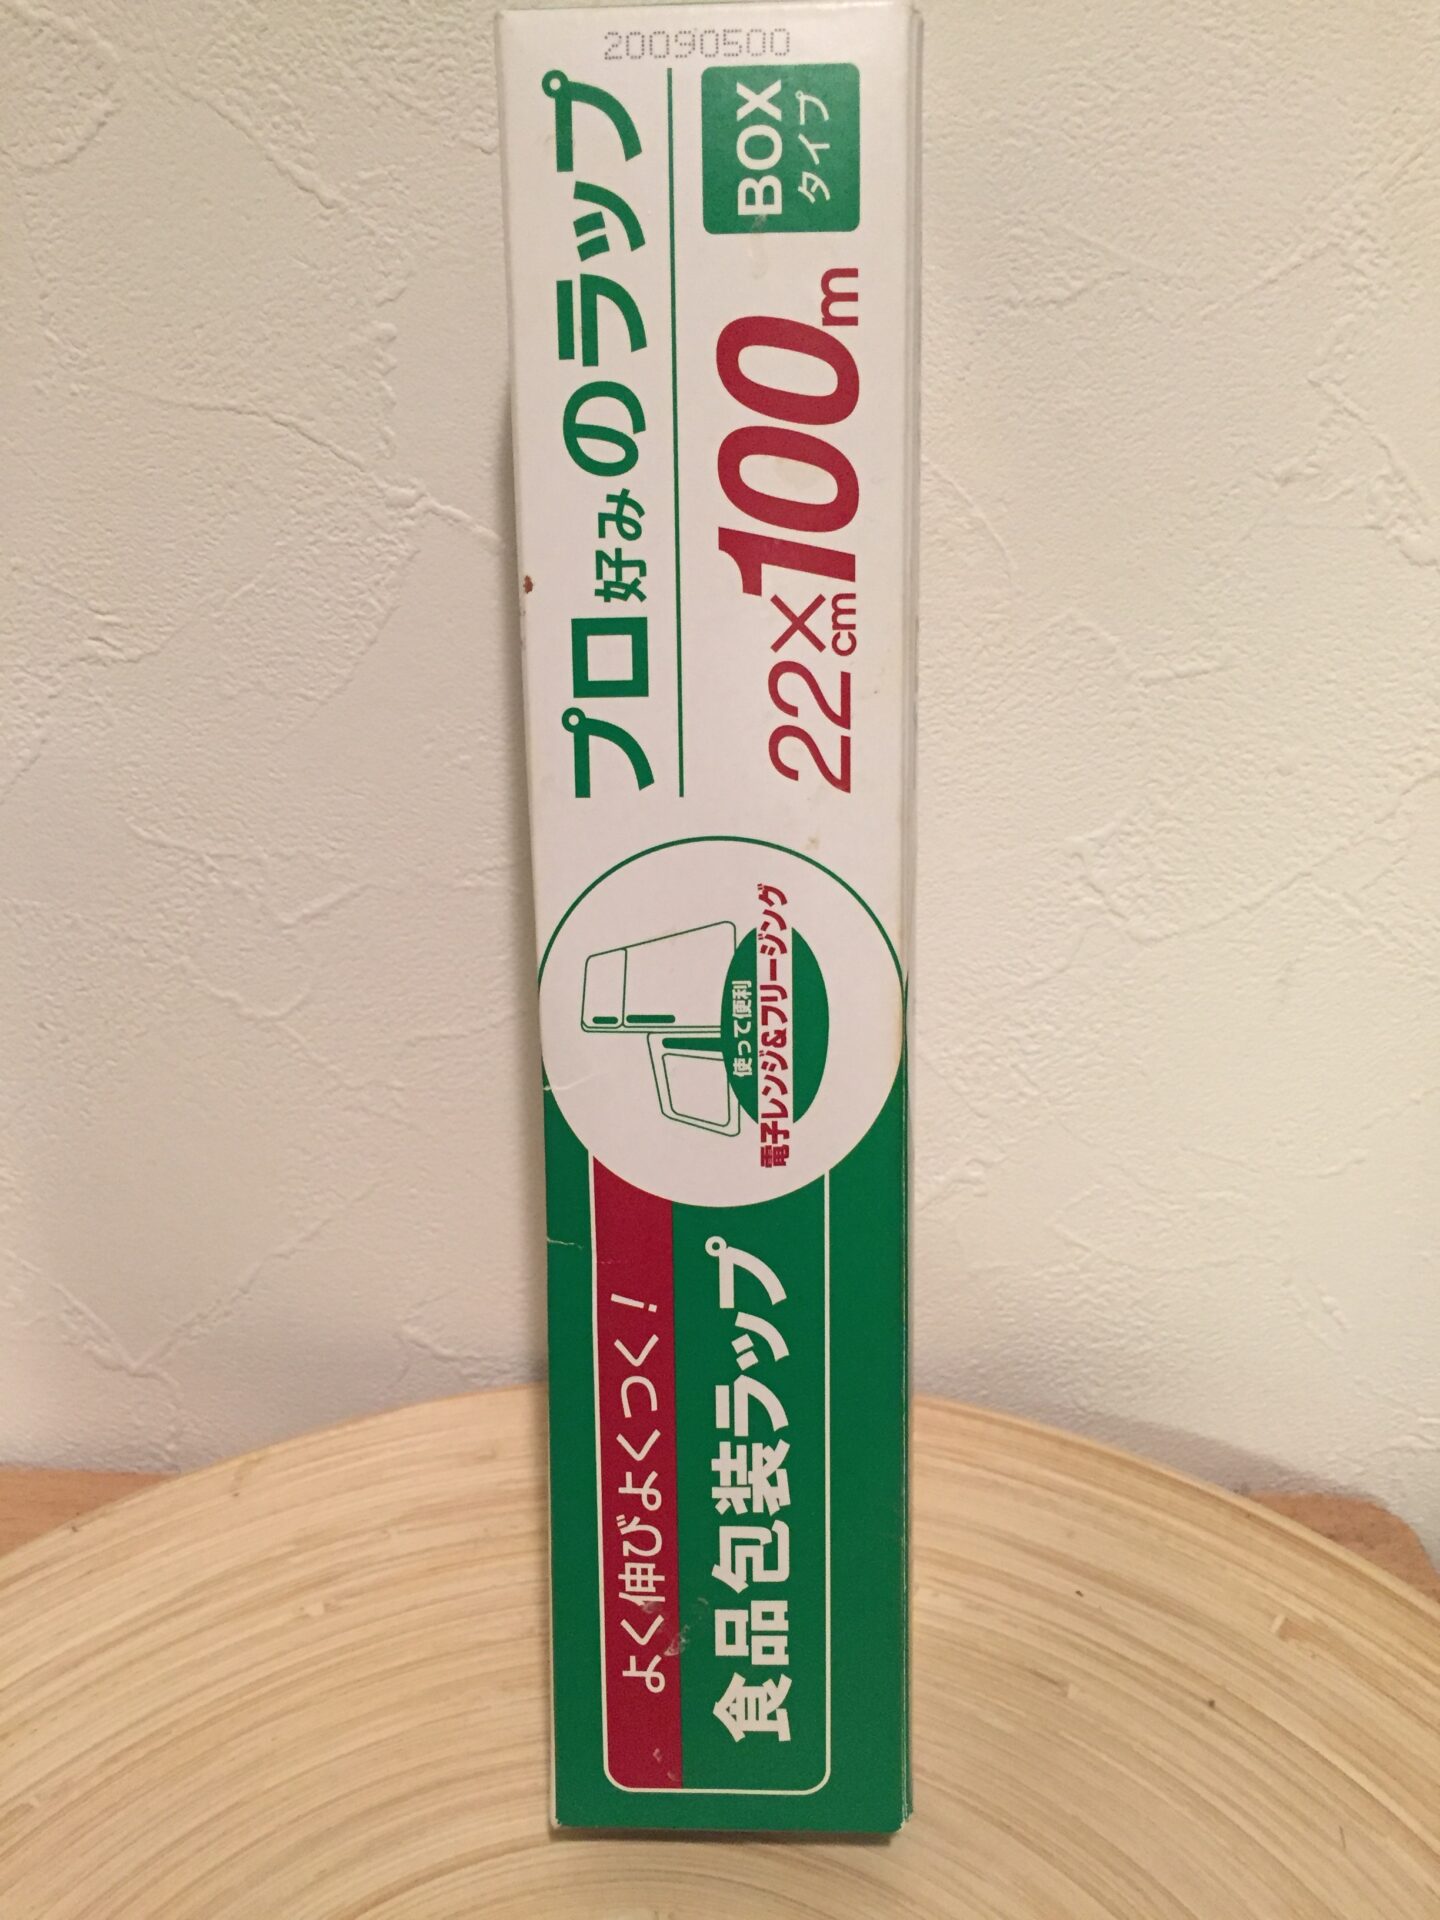 よく伸びよくつく!
食品包装ラップ
使って便利
電子レンジ&フリージング
プロ好みのラップ
22cm×100m
BOX
タイプ
20090500